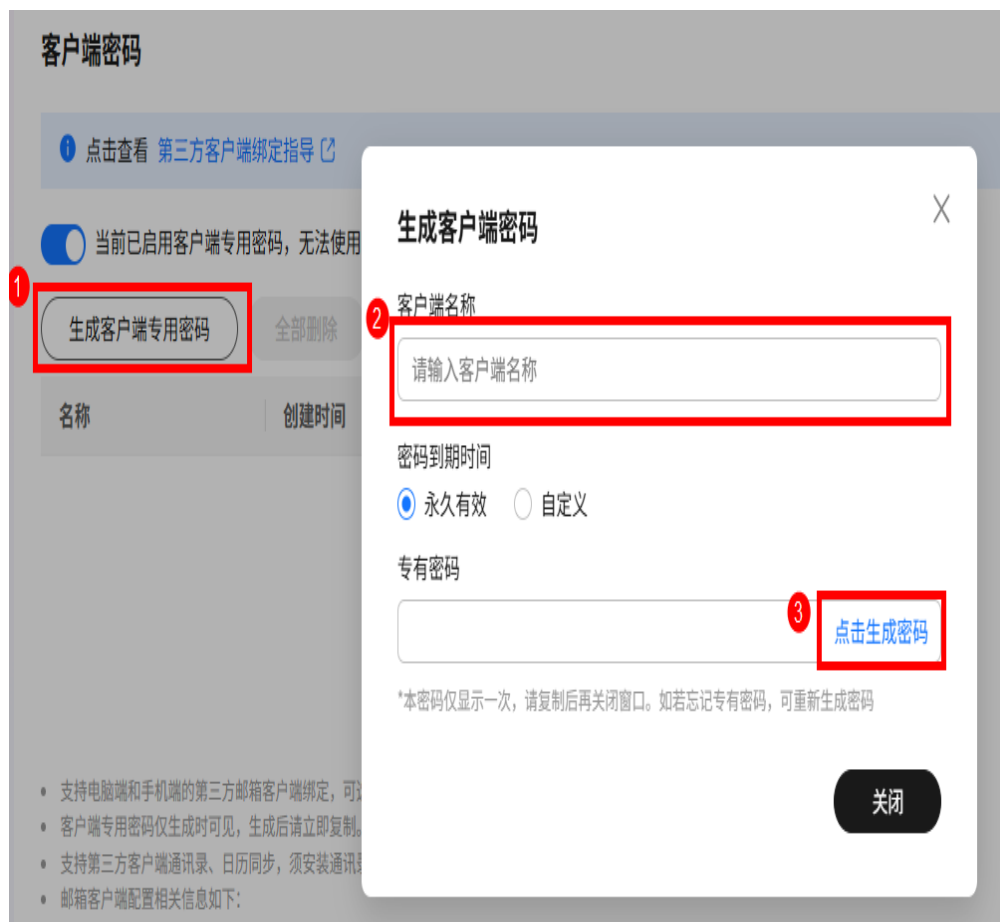 客户端密码
点击查看 第三方客户端绑定指导
当前已启用客户端专用密码，无法使用
1
生成客户端专用密码 全部删除
名称 创建时间
生成客户端密码
2
客户端名称
请输入客户端名称
密码到期时间
永久有效 自定义
专有密码
3
点击生成密码
*本密码仅显示一次，请复制后再关闭窗口。如若忘记专有密码，可重新生成密码
关闭
支持电脑端和手机端的第三方邮箱客户端绑定，可
客户端专用密码仅生成时可见，生成后请立即复制。
支持第三方客户端通讯录、日历同步，须安装通讯
邮箱客户端配置相关信息如下：